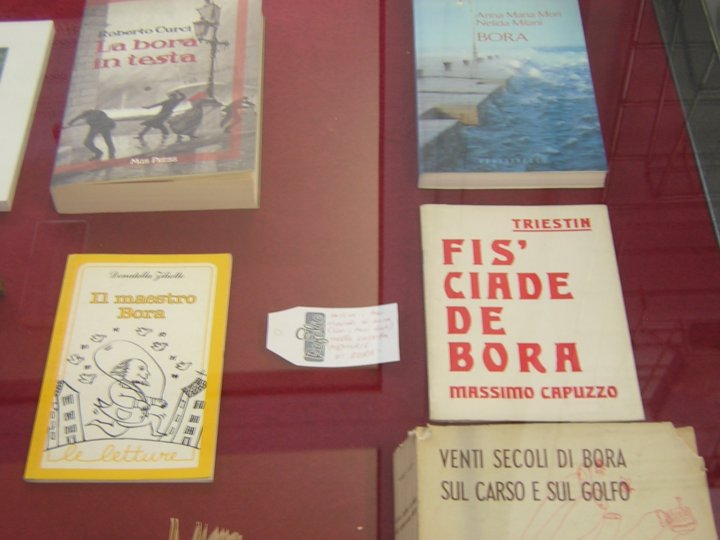 Roberto Curci
La bora
in testa
Mgs Press
Anna Maria Mori
Nelida Milani
BORA
Donatella Ziliotto
Il maestro
Bora
le letture
TRIESTIN
FIS'
CIADE
DE
BORA
MASSIMO CAPUZZO
VENTI SECOLI DI BORA
SUL CARSO E SUL GOLFO